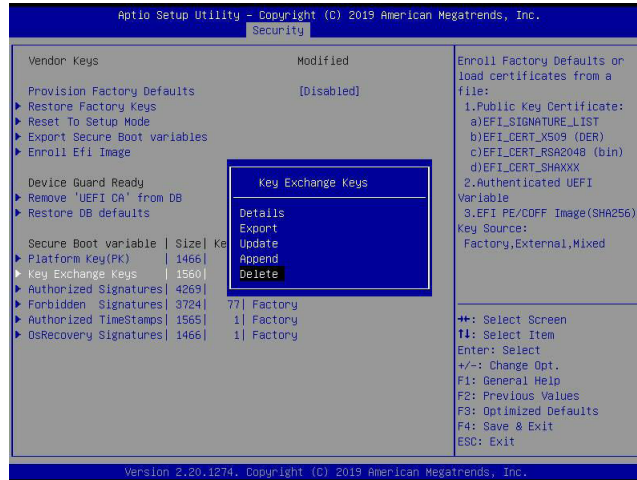 Aptio Setup Utility – Copyright (C) 2019 American Megatrends, Inc.
Security
Vendor Keys Modified
Provision Factory Defaults [Disabled]
Restore Factory Keys
Reset To Setup Mode
Export Secure Boot variables
Enroll Efi Image
Device Guard Ready
Remove 'UEFI CA' from DB
Restore DB defaults
Secure Boot variable | Size| Ke
Platform Key(PK) | 1466|
Key Exchange Keys | 1560|
Authorized Signatures| 4269|
Forbidden Signatures| 3724| 77| Factory
Authorized TimeStamps| 1565| 1| Factory
OsRecovery Signatures| 1466| 1| Factory
Key Exchange Keys
Details
Export
Update
Append
Delete
Enroll Factory Defaults or
load certificates from a
file:
1.Public Key Certificate:
a)EFI_SIGNATURE_LIST
b)EFI_CERT_X509 (DER)
c)EFI_CERT_RSA2048 (bin)
d)EFI_CERT_SHAXXX
2.Authenticated UEFI
Variable
3.EFI PE/COFF Image(SHA256)
Key Source:
Factory,External,Mixed
→←: Select Screen
↑↓: Select Item
Enter: Select
+/-: Change Opt.
F1: General Help
F2: Previous Values
F3: Optimized Defaults
F4: Save & Exit
ESC: Exit
Version 2.20.1274. Copyright (C) 2019 American Megatrends, Inc.